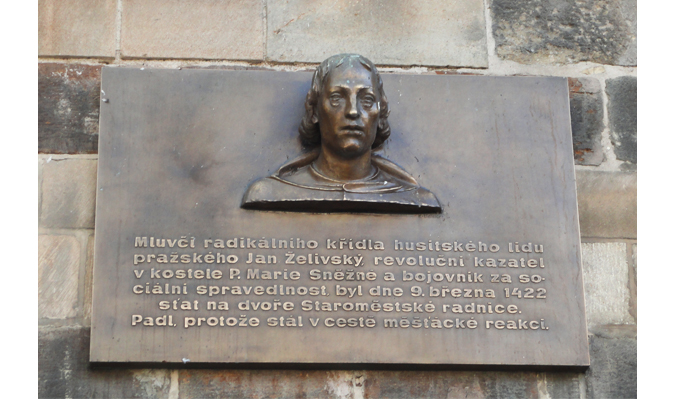 Mluvčí radikálního křídla husitského lidu
pražského Jan Želivský, revoluční kazatel
v kostele P. Marie Sněžné a bojovník za so-
ciální spravedlnost, byl dne 9. března 1422
sťat na dvoře Staroměstské radnice.
Padl, protože stál v cestě měšťácké reakci.